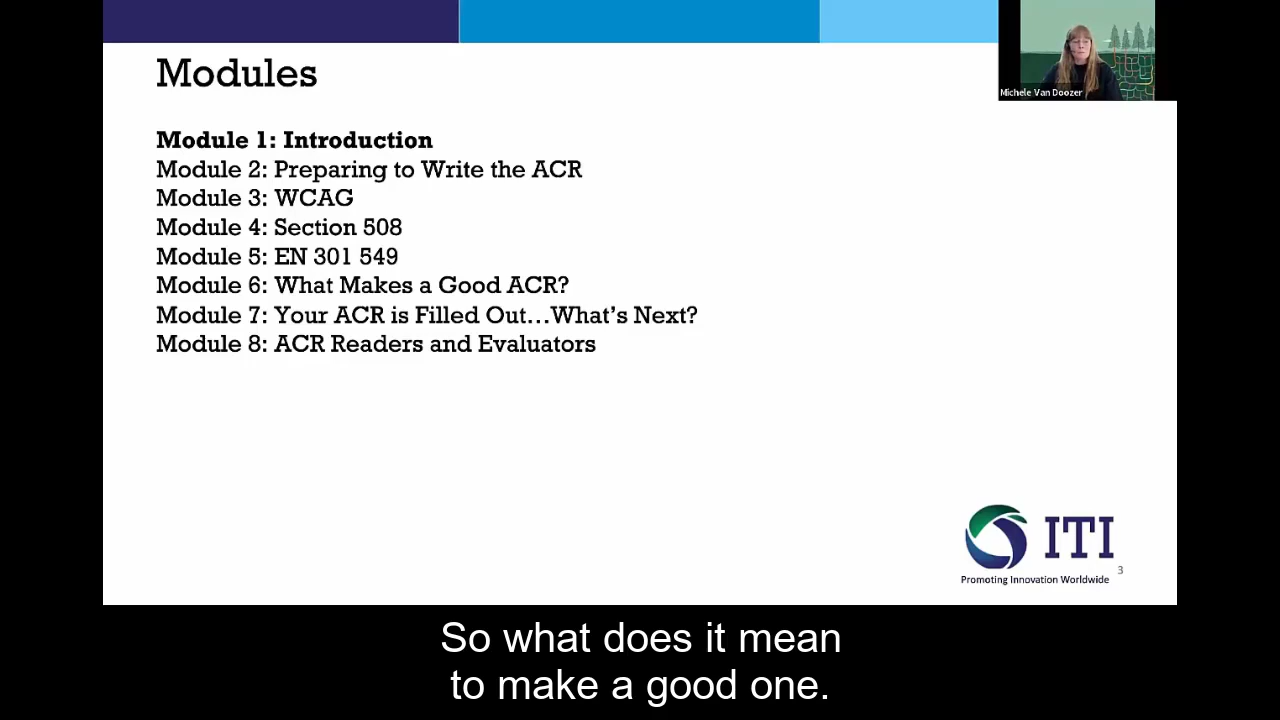 Modules
Michele Van Doozer
Module 1: Introduction
Module 2: Preparing to Write the ACR
Module 3: WCAG
Module 4: Section 508
Module 5: EN 301 549
Module 6: What Makes a Good ACR?
Module 7: Your ACR is Filled Out…What’s Next?
Module 8: ACR Readers and Evaluators
ITI
Promoting Innovation Worldwide
3
So what does it mean
to make a good one.